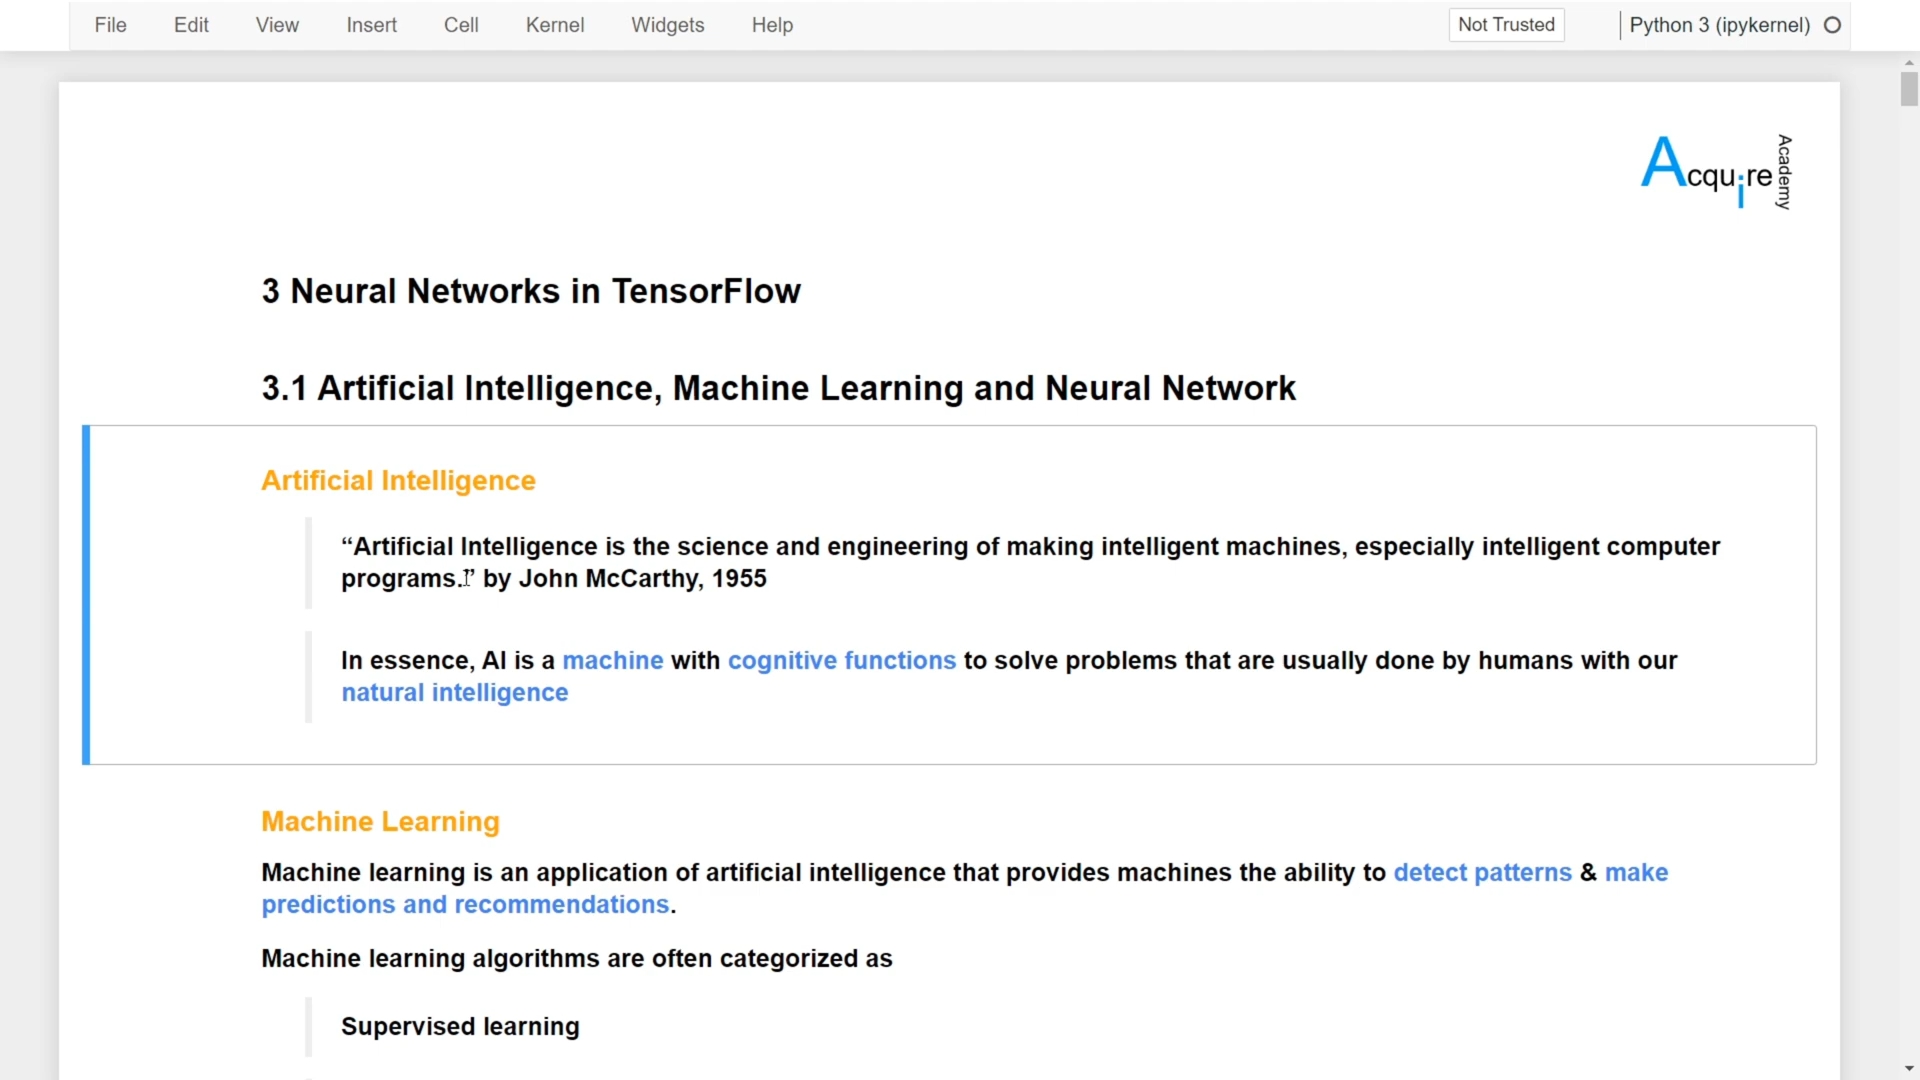 File Edit View Insert Cell Kernel Widgets Help Not Trusted Python 3 (ipykernel)
Acquire Academy
3 Neural Networks in TensorFlow
3.1 Artificial Intelligence, Machine Learning and Neural Network
Artificial Intelligence
“Artificial Intelligence is the science and engineering of making intelligent machines, especially intelligent computer
programs.” by John McCarthy, 1955
In essence, AI is a machine with cognitive functions to solve problems that are usually done by humans with our
natural intelligence
Machine Learning
Machine learning is an application of artificial intelligence that provides machines the ability to detect patterns & make
predictions and recommendations.
Machine learning algorithms are often categorized as
Supervised learning